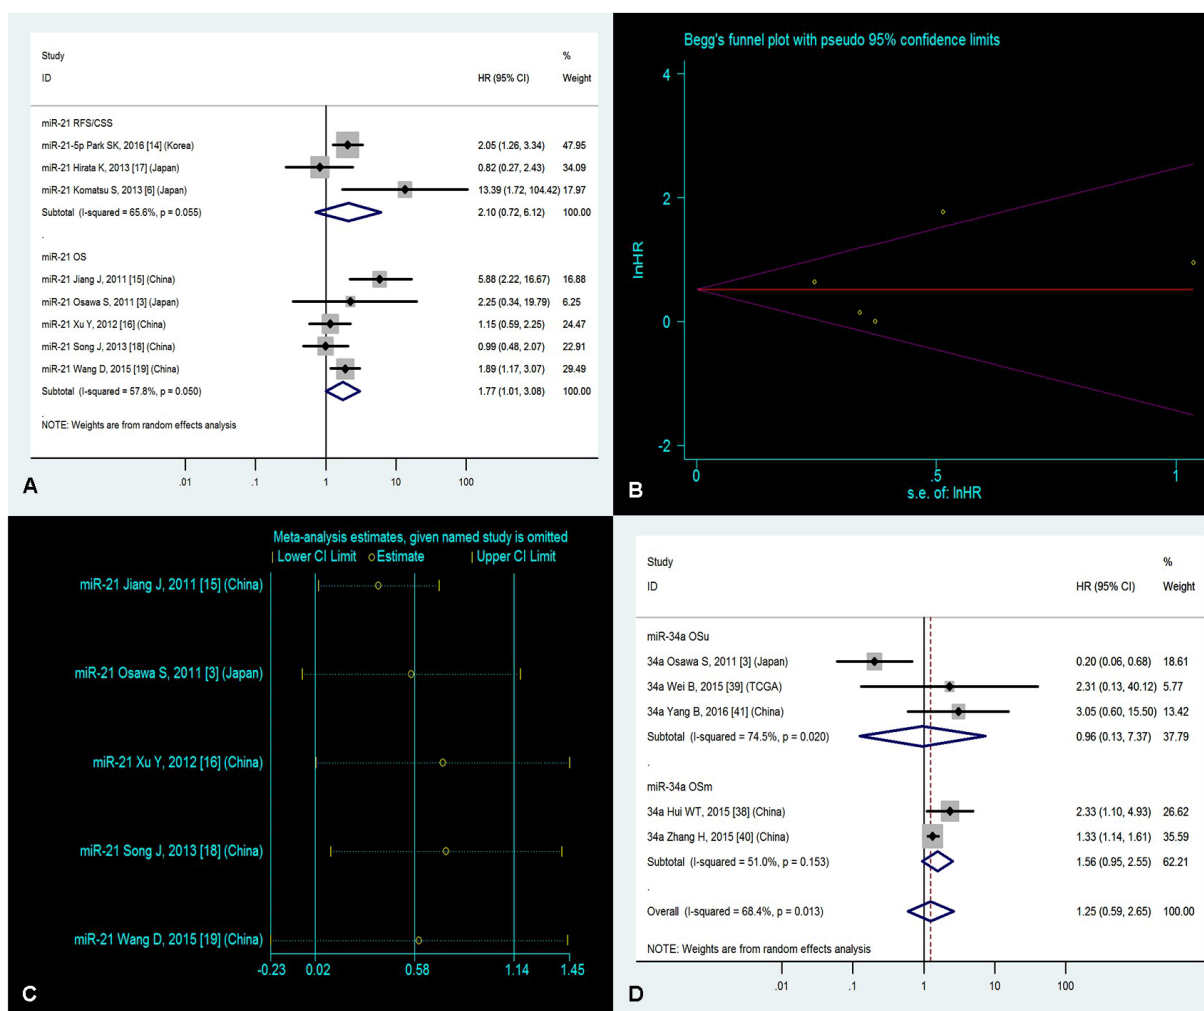 Study %
ID HR (95% CI) Weight
miR-21 RFS/CSS
miR-21-5p Park SK, 2016 [14] (Korea) 2.05 (1.26, 3.34) 47.95
miR-21 Hirata K, 2013 [17] (Japan) 0.82 (0.27, 2.43) 34.09
miR-21 Komatsu S, 2013 [6] (Japan) 13.39 (1.72, 104.42) 17.97
Subtotal (I-squared = 65.6%, p = 0.055) 2.10 (0.72, 6.12) 100.00
.
miR-21 OS
miR-21 Jiang J, 2011 [15] (China) 5.88 (2.22, 16.67) 16.88
miR-21 Osawa S, 2011 [3] (Japan) 2.25 (0.34, 19.79) 6.25
miR-21 Xu Y, 2012 [16] (China) 1.15 (0.59, 2.25) 24.47
miR-21 Song J, 2013 [18] (China) 0.99 (0.48, 2.07) 22.91
miR-21 Wang D, 2015 [19] (China) 1.89 (1.17, 3.07) 29.49
Subtotal (I-squared = 57.8%, p = 0.050) 1.77 (1.01, 3.08) 100.00
.
NOTE: Weights are from random effects analysis
.01 .1 1 10 100
A
Begg's funnel plot with pseudo 95% confidence limits
lnHR
4
2
0
-2
0 .5 1
s.e. of: lnHR
B
Meta-analysis estimates, given named study is omitted
Lower CI Limit Estimate Upper CI Limit
miR-21 Jiang J, 2011 [15] (China)
miR-21 Osawa S, 2011 [3] (Japan)
miR-21 Xu Y, 2012 [16] (China)
miR-21 Song J, 2013 [18] (China)
miR-21 Wang D, 2015 [19] (China)
-0.23 0.02 0.58 1.14 1.45
C
Study %
ID HR (95% CI) Weight
miR-34a OSu
34a Osawa S, 2011 [3] (Japan) 0.20 (0.06, 0.68) 18.61
34a Wei B, 2015 [39] (TCGA) 2.31 (0.13, 40.12) 5.77
34a Yang B, 2016 [41] (China) 3.05 (0.60, 15.50) 13.42
Subtotal (I-squared = 74.5%, p = 0.020) 0.96 (0.13, 7.37) 37.79
.
miR-34a OSm
34a Hui WT, 2015 [38] (China) 2.33 (1.10, 4.93) 26.62
34a Zhang H, 2015 [40] (China) 1.33 (1.14, 1.61) 35.59
Subtotal (I-squared = 51.0%, p = 0.153) 1.56 (0.95, 2.55) 62.21
.
Overall (I-squared = 68.4%, p = 0.013) 1.25 (0.59, 2.65) 100.00
NOTE: Weights are from random effects analysis
.01 .1 1 10 100
D